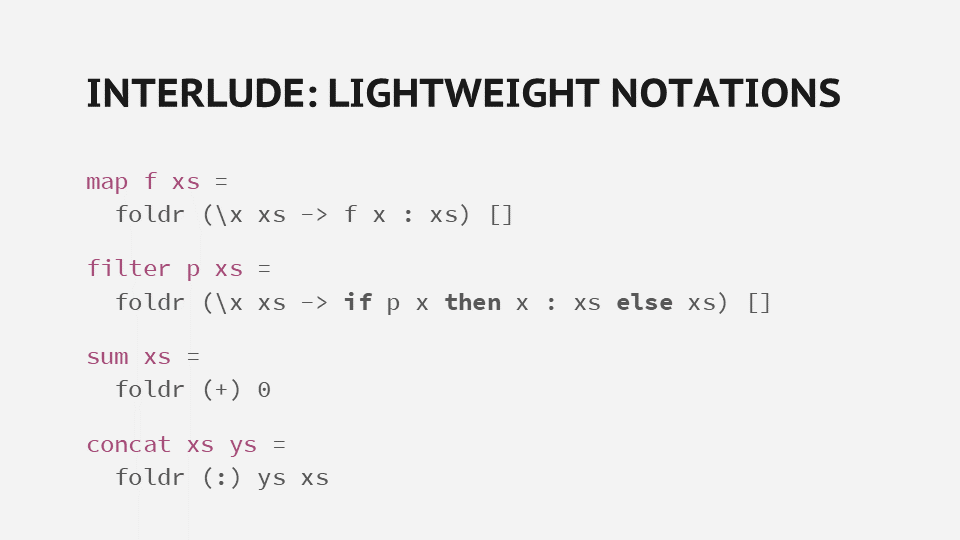 INTERLUDE: LIGHTWEIGHT NOTATIONS
map f xs =
  foldr (\x xs -> f x : xs) []
filter p xs =
  foldr (\x xs -> if p x then x : xs else xs) []
sum xs =
  foldr (+) 0
concat xs ys =
  foldr (:) ys xs